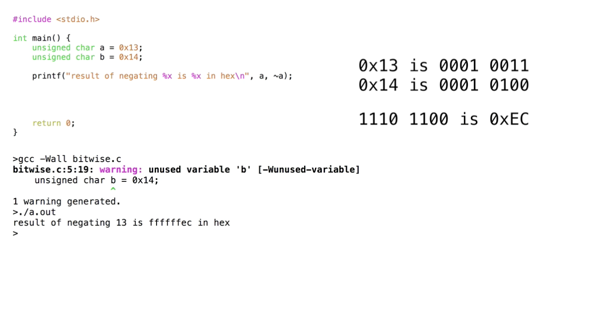 #include <stdio.h>
int main() {
unsigned char a = 0x13;
unsigned char b = 0x14;
printf("result of negating %x is %x in hex\n", a, ~a);
return 0;
}
0x13 is 0001 0011
0x14 is 0001 0100
1110 1100 is 0xEC
>gcc -Wall bitwise.c
bitwise.c:5:19: warning: unused variable 'b' [-Wunused-variable]
unsigned char b = 0x14;
^
1 warning generated.
>./a.out
result of negating 13 is ffffffec in hex
>